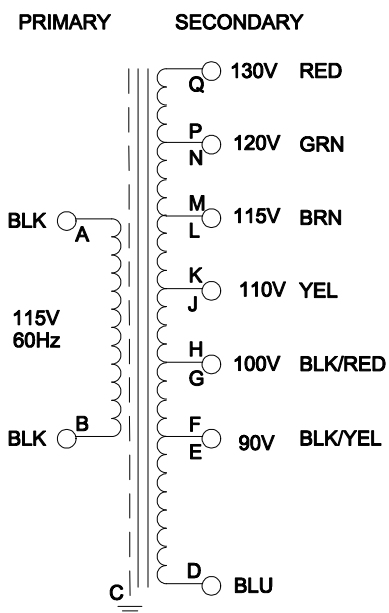 PRIMARY SECONDARY
Q 130V RED
P
N 120V GRN
M
L 115V BRN
BLK A
K
J 110V YEL
115V
60Hz
H
G 100V BLK/RED
BLK B
F
E 90V BLK/YEL
D BLU
C